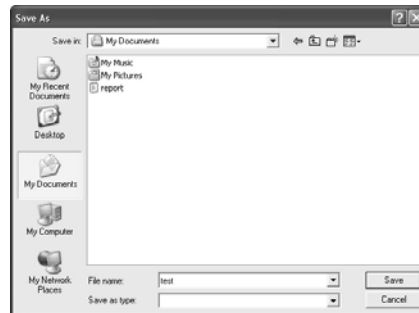 Save As
Save in: My Documents
My Recent
Documents
Desktop
My Documents
My Computer
My Network
Places
My Music
My Pictures
report
File name: test
Save as type:
Save
Cancel